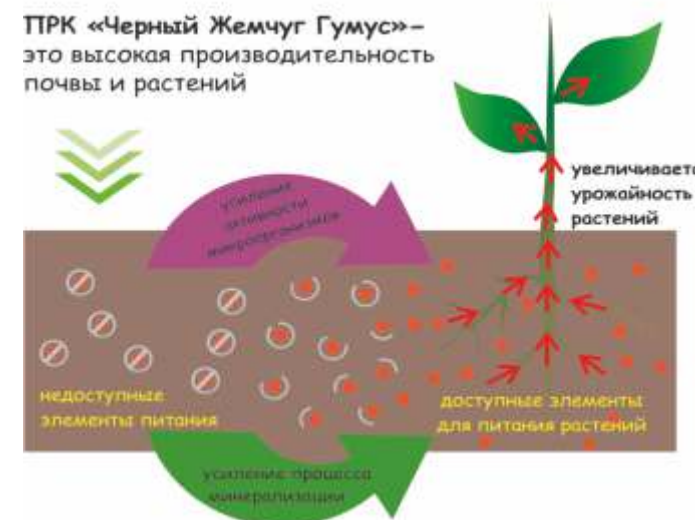 ПРК «Черный Жемчуг Гумус»–
это высокая производительность
почвы и растений
увеличивает
урожайность
растений
усиление
активности
микроорганизмов
недоступные
элементы питания
доступные элементы
для питания растений
усиление процесса
минерализации